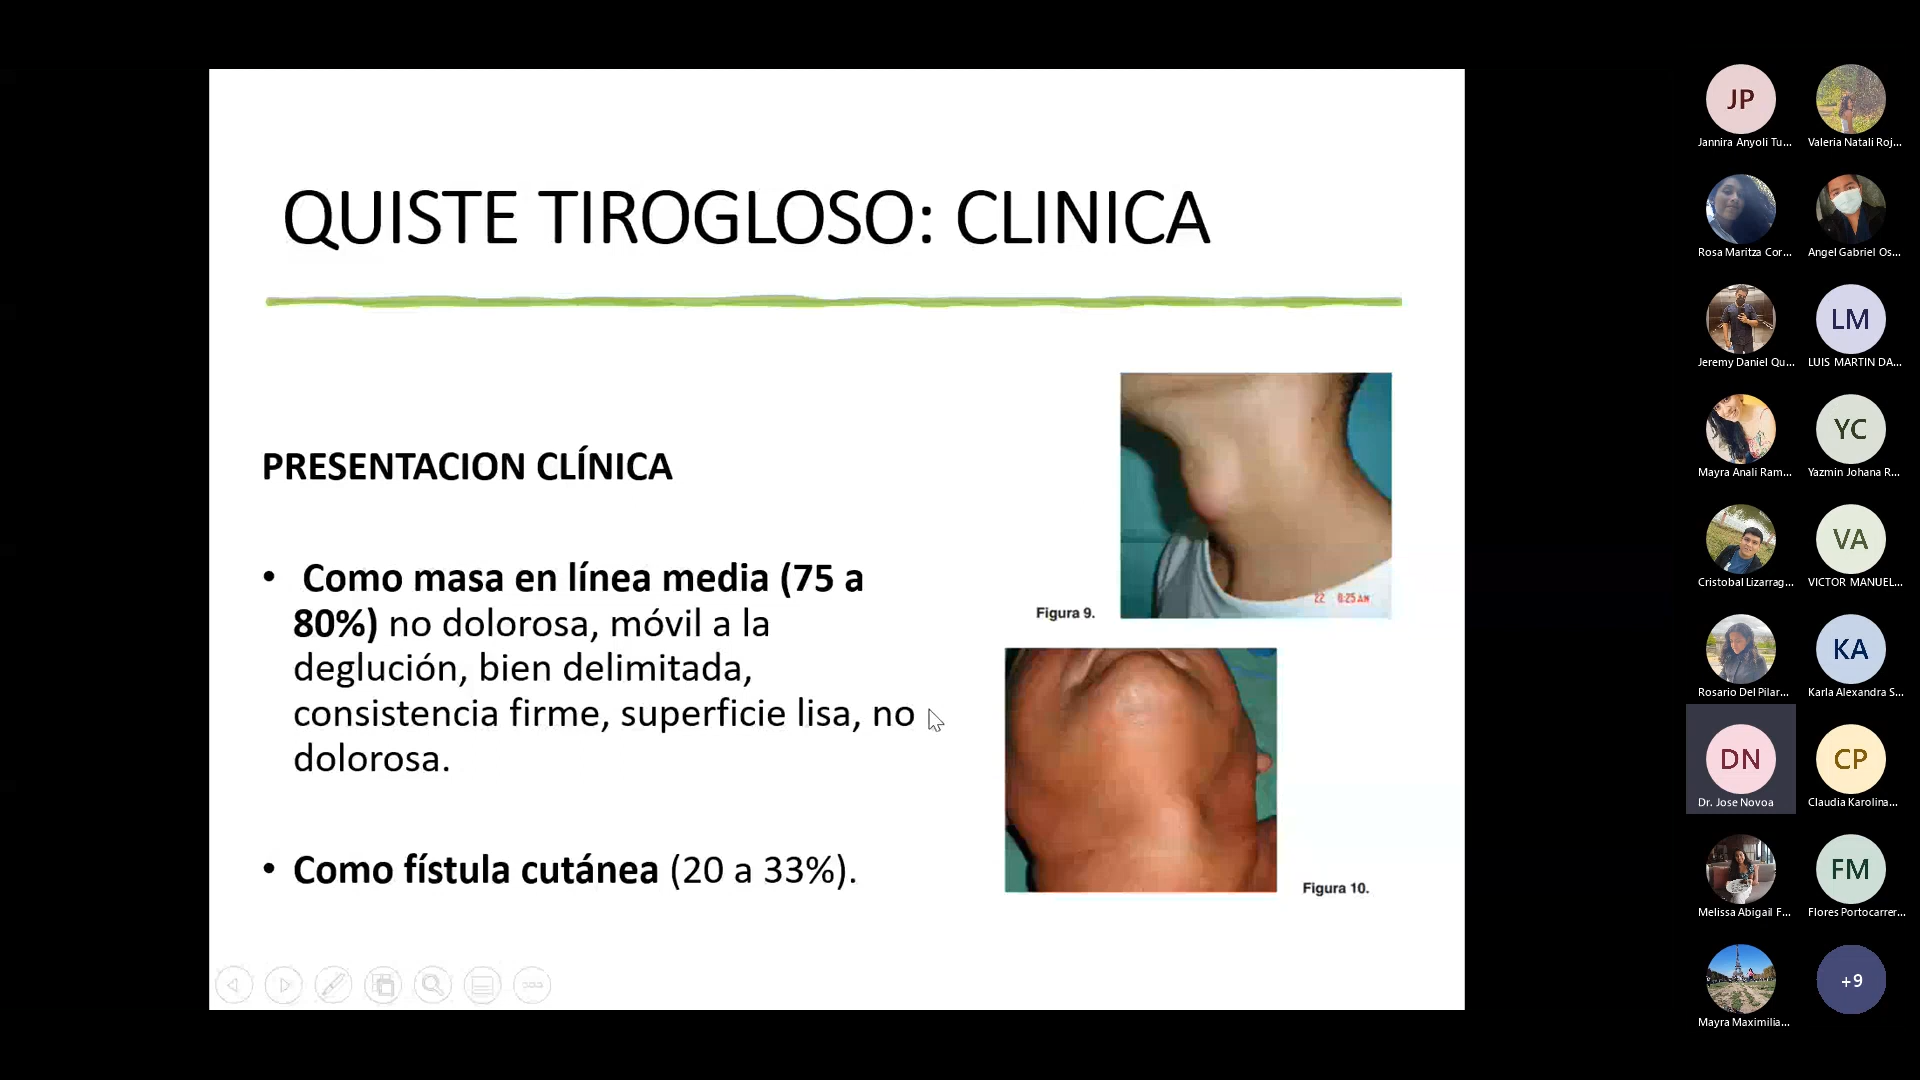 QUISTE TIROGLOSO: CLINICA
PRESENTACION CLÍNICA
• Como masa en línea media (75 a
80%) no dolorosa, móvil a la
deglución, bien delimitada,
consistencia firme, superficie lisa, no
dolorosa.
• Como fístula cutánea (20 a 33%).
22 8:25AM
Figura 9.
Figura 10.
JP
Jannira Anyoli Tu...
Valeria Natali Roj...
Rosa Maritza Cor...
Angel Gabriel Os...
Jeremy Daniel Qu...
LM
LUIS MARTIN DA...
Mayra Anali Ram...
YC
Yazmin Johana R...
Cristobal Lizarrag...
VA
VICTOR MANUEL...
Rosario Del Pilar...
KA
Karla Alexandra S...
DN
Dr. Jose Novoa
CP
Claudia Karolina...
Melissa Abigail F...
FM
Flores Portocarrer...
Mayra Maximilia...
+9